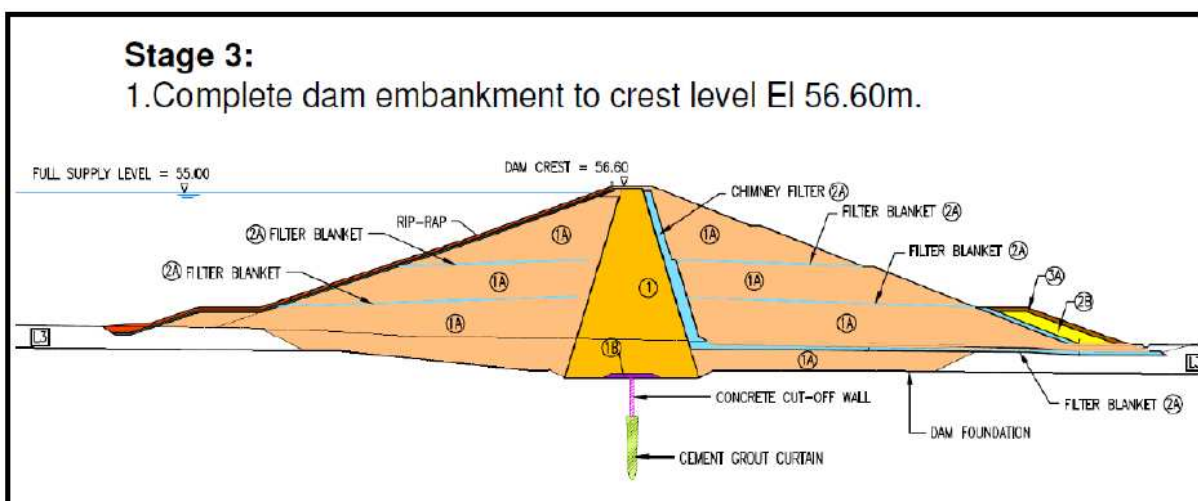 Stage 3:
1.Complete dam embankment to crest level El 56.60m.
FULL SUPPLY LEVEL = 55.00
DAM CREST = 56.60
CHIMNEY FILTER 2A
FILTER BLANKET 2A
RIP-RAP
1A
1A
2A FILTER BLANKET
FILTER BLANKET 2A
2A FILTER BLANKET
3A
1A
1
1A
2B
1A
1A
L3
1B
1A
CONCRETE CUT-OFF WALL
FILTER BLANKET 2A
DAM FOUNDATION
CEMENT GROUT CURTAIN